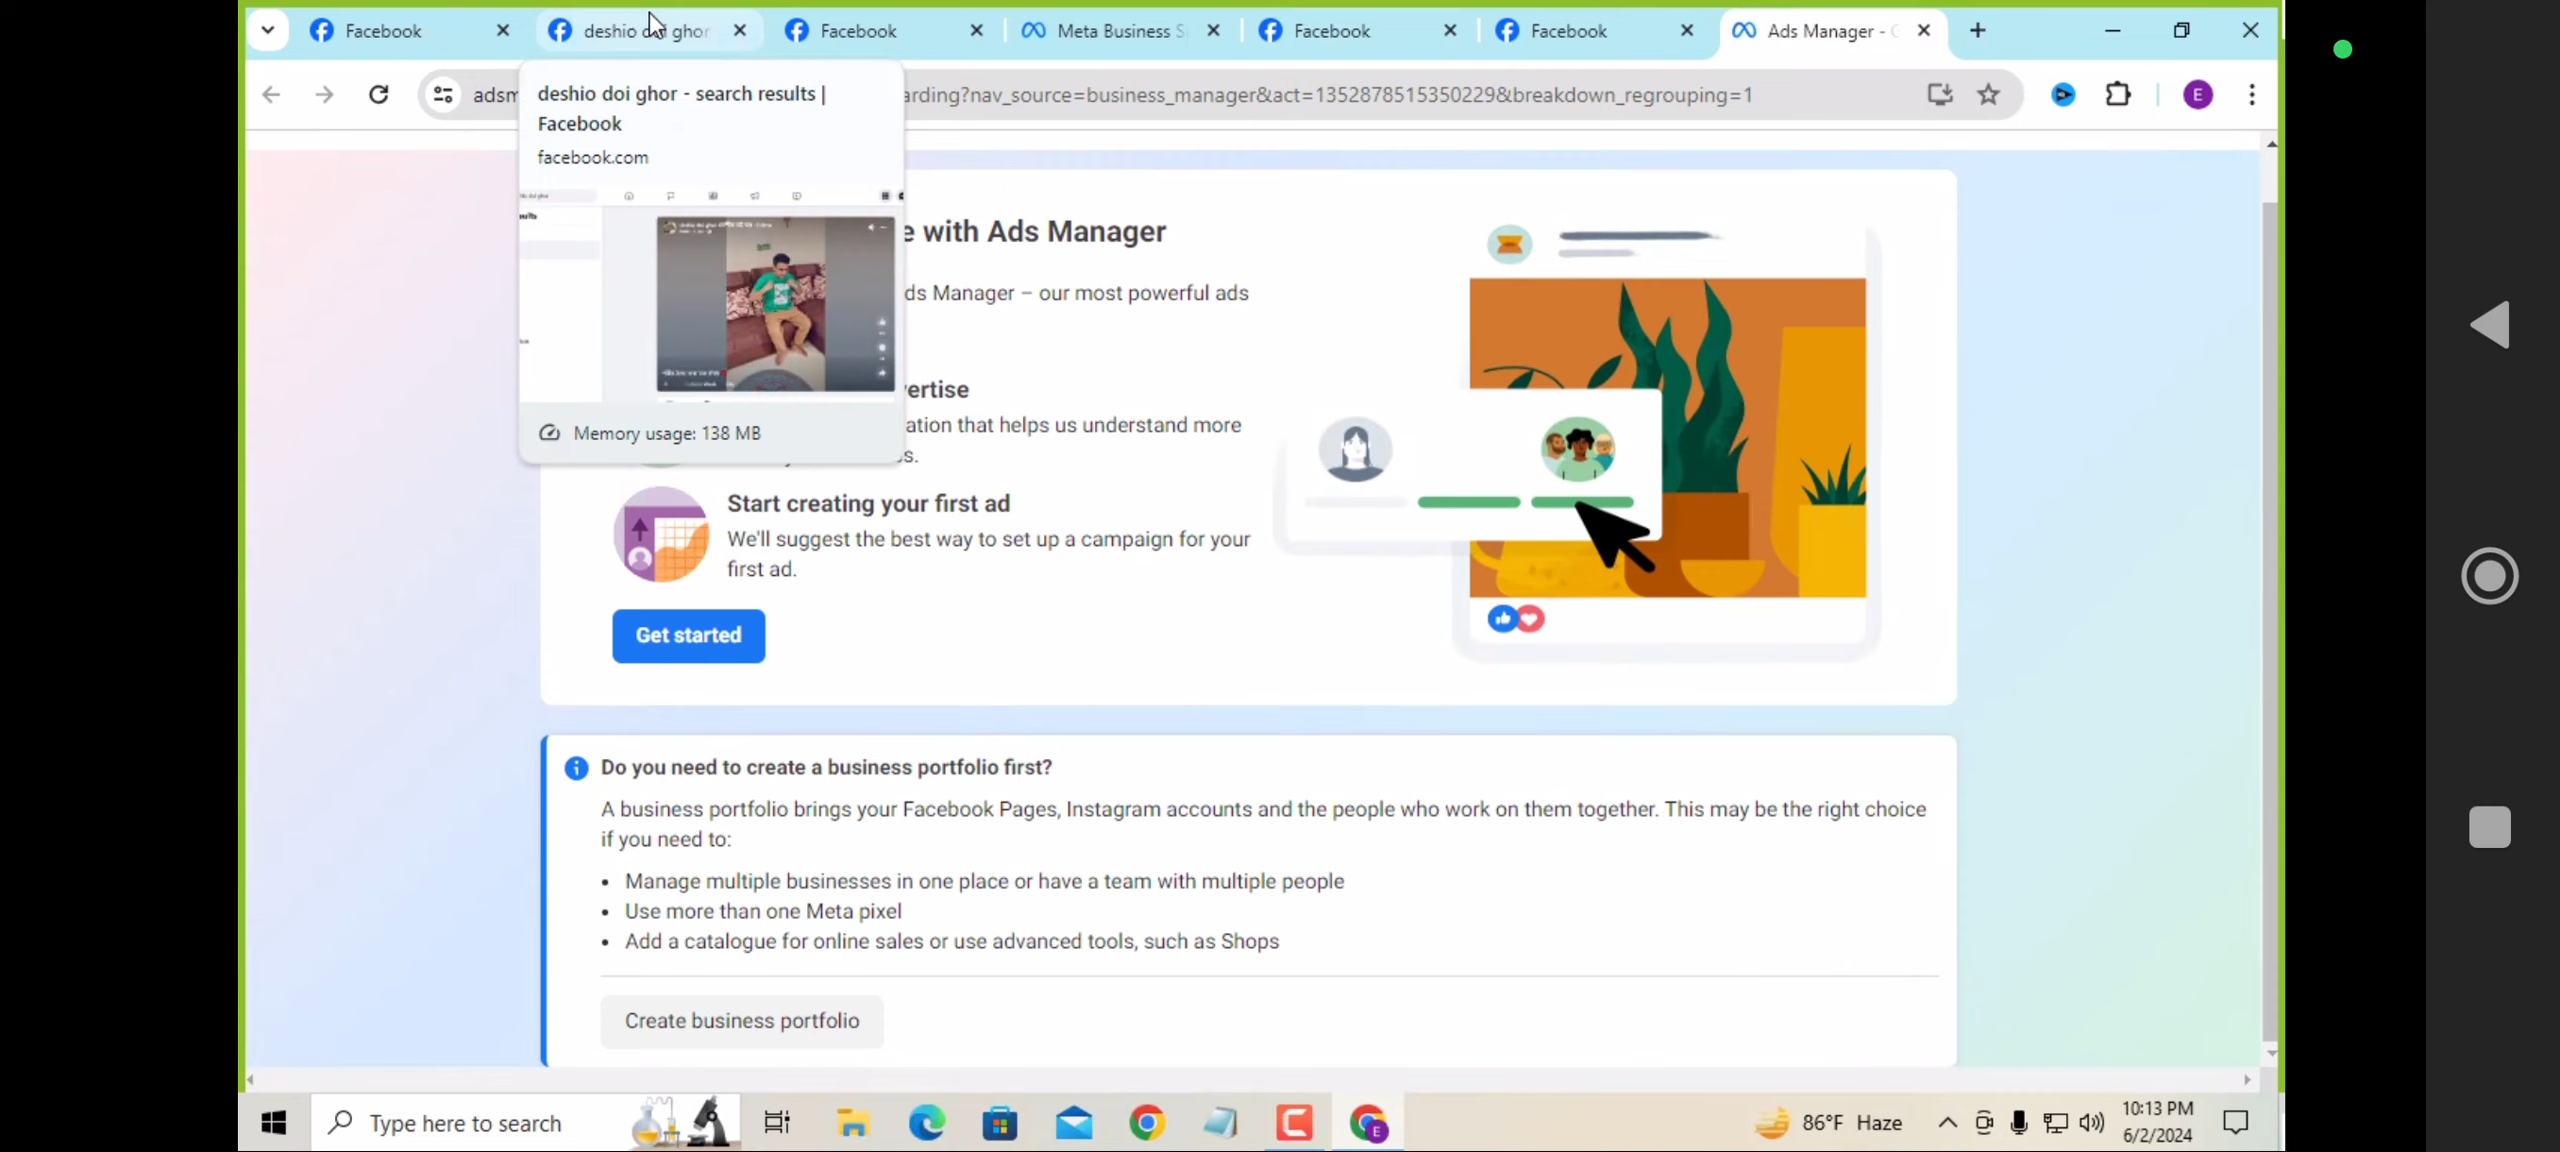 Facebook
deshio doi ghor
Facebook
Meta Business S
Facebook
Facebook
Ads Manager -
adsm
arding?nav_source=business_manager&act=1352878515350229&breakdown_regrouping=1
E
deshio doi ghor - search results |
Facebook
facebook.com
Memory usage: 138 MB
e with Ads Manager
ds Manager – our most powerful ads
ertise
ation that helps us understand more
s.
Start creating your first ad
We'll suggest the best way to set up a campaign for your
first ad.
Get started
Do you need to create a business portfolio first?
A business portfolio brings your Facebook Pages, Instagram accounts and the people who work on them together. This may be the right choice
if you need to:
• Manage multiple businesses in one place or have a team with multiple people
• Use more than one Meta pixel
• Add a catalogue for online sales or use advanced tools, such as Shops
Create business portfolio
Type here to search
E
86°F Haze
10:13 PM
6/2/2024